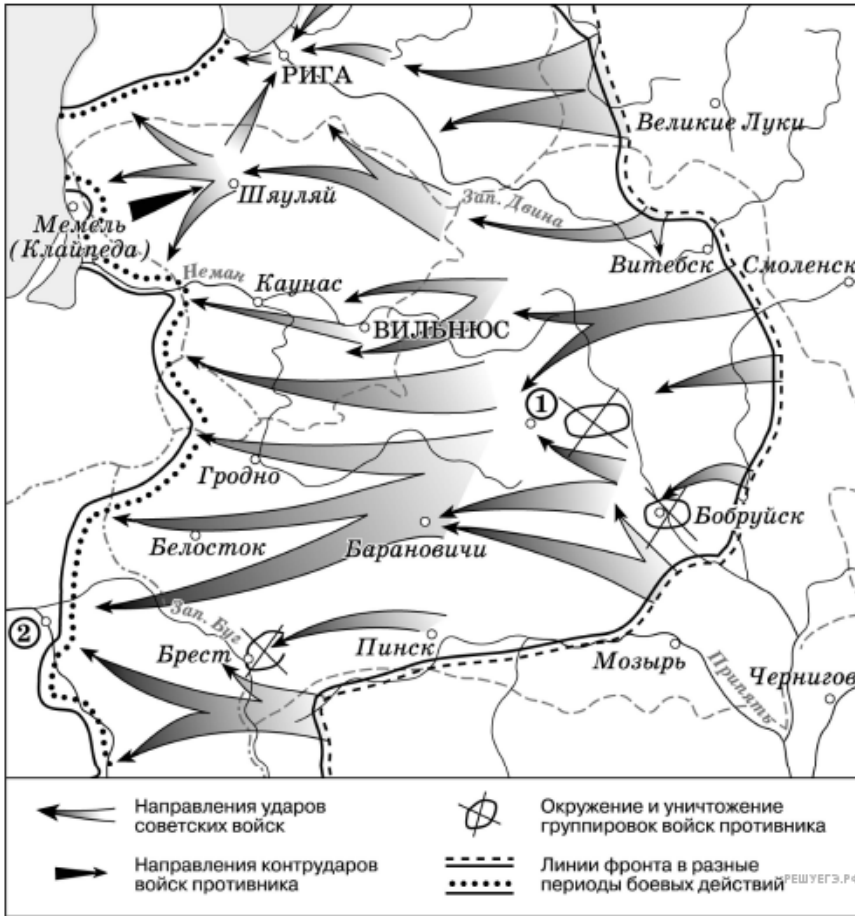 РИГА
Великие Луки
Шяуляй
Зап. Двина
Мемель
(Клайпеда)
Неман
Витебск
Смоленск
Каунас
ВИЛЬНЮС
1
Гродно
Бобруйск
Белосток
Барановичи
2
Зап. Буг
Брест
Пинск
Мозырь
Припять
Чернигов
Направления ударов
советских войск
Окружение и уничтожение
группировок войск противника
Направления контрударов
войск противника
Линии фронта в разные
периоды боевых действий
РЕШУЕГЭ.РФ